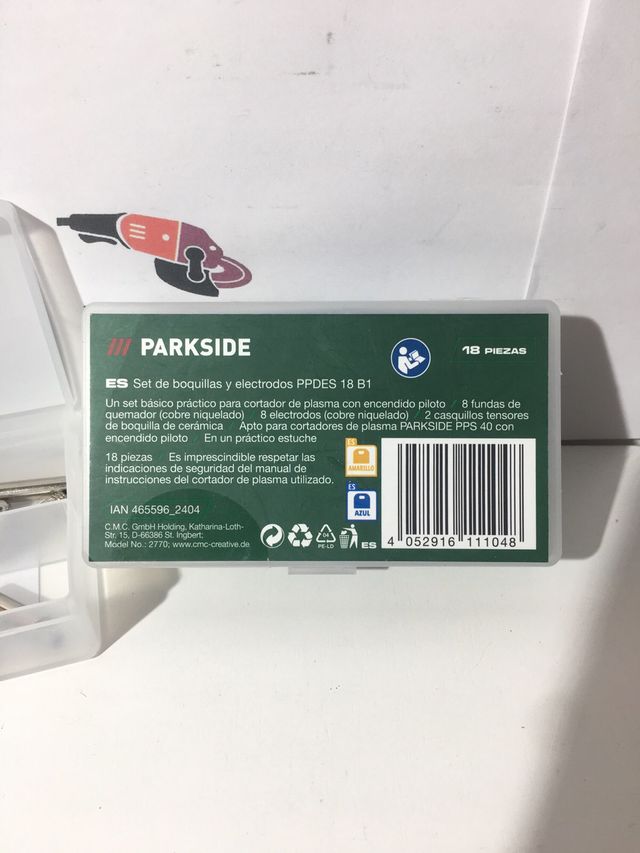 PARKSIDE
18 PIEZAS
ES Set de boquillas y electrodos PPDES 18 B1
Un set básico práctico para cortador de plasma con encendido piloto / 8 fundas de
quemador (cobre niquelado) / 8 electrodos (cobre niquelado) / 2 casquillos tensores
de boquilla de cerámica / Apto para cortadores de plasma PARKSIDE PPS 40 con
encendido piloto / En un práctico estuche
18 piezas / Es imprescindible respetar las
indicaciones de seguridad del manual de
instrucciones del cortador de plasma utilizado.
ES
AMARILLO
ES
AZUL
IAN 465596_2404
C.M.C. GmbH Holding, Katharina-Loth-
Str. 15, D-66386 St. Ingbert;
Model No.: 2770; www.cmc-creative.de
04
PE-LD
ES
4 052916 111048